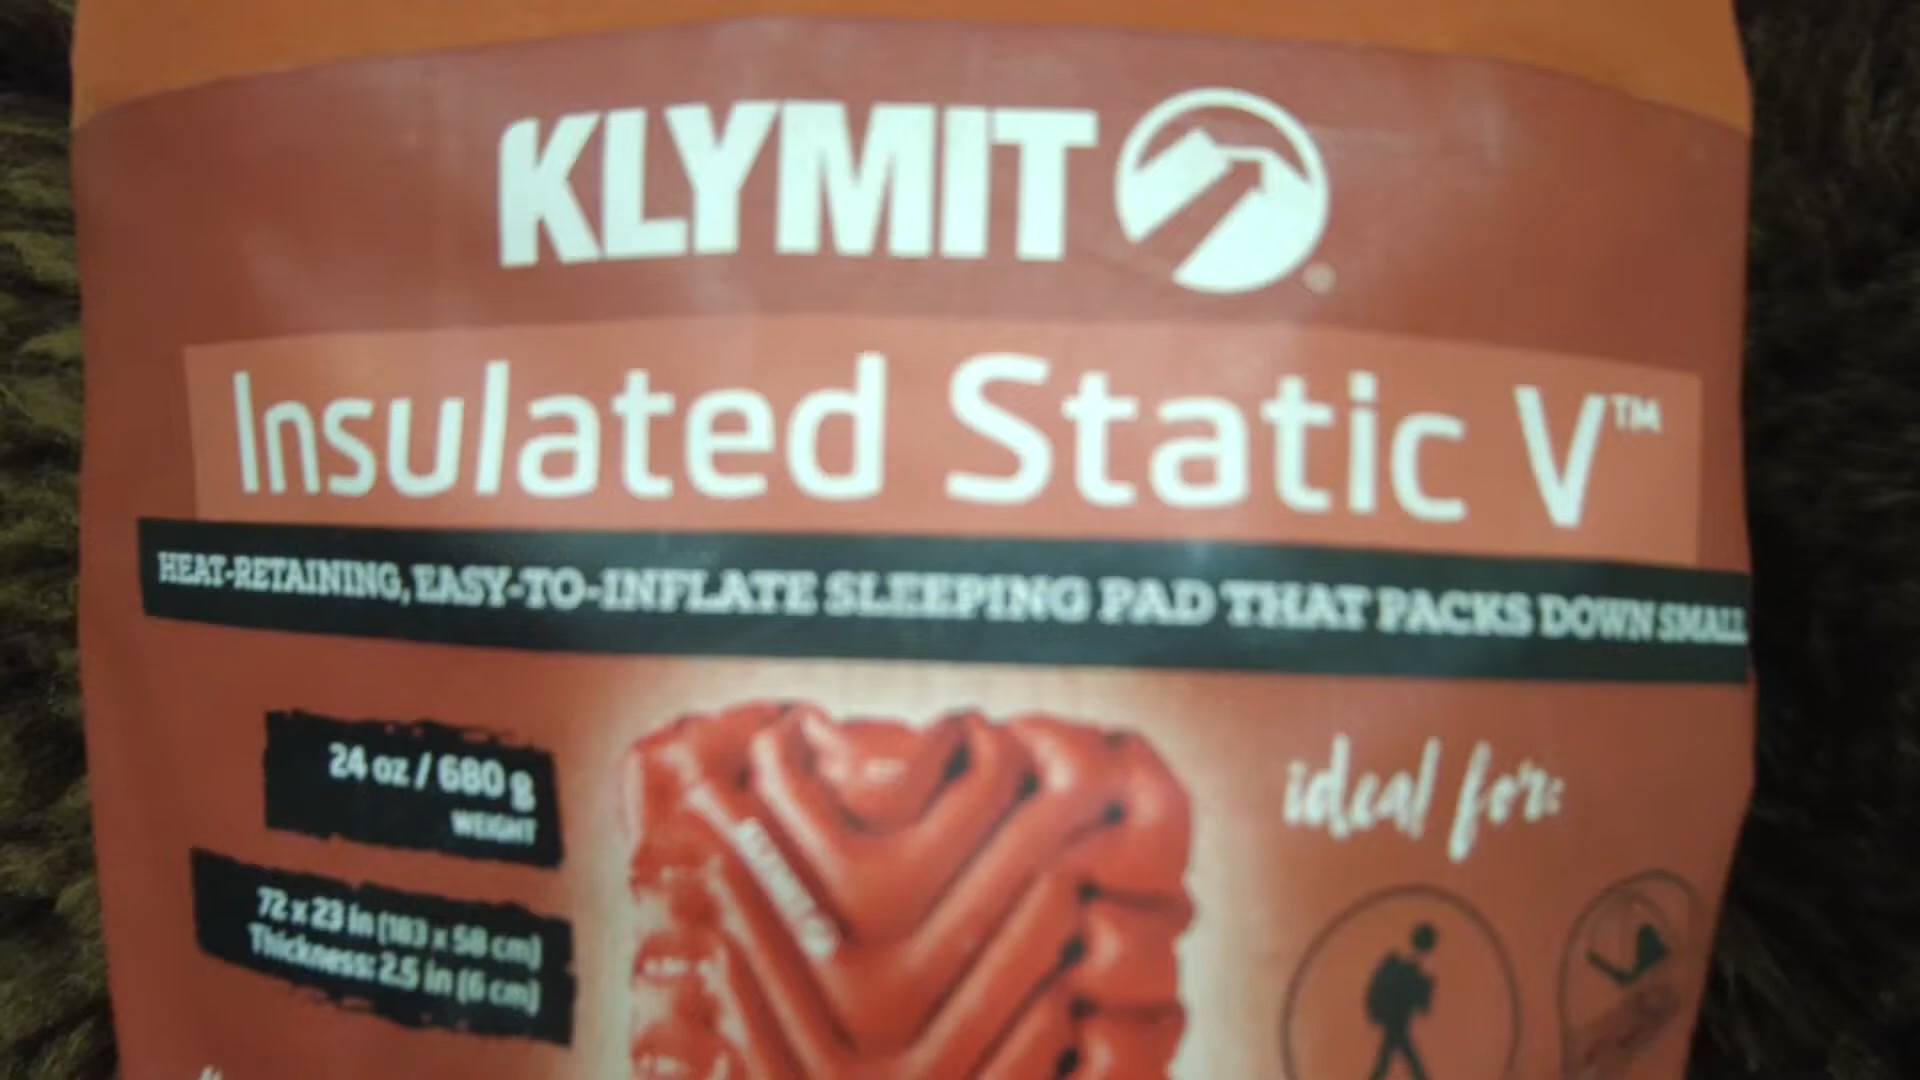 KLYMIT ®
Insulated Static V™
HEAT-RETAINING, EASY-TO-INFLATE SLEEPING PAD THAT PACKS DOWN SMALL
24 oz / 680 g
WEIGHT
72 x 23 in (183 x 58 cm)
Thickness: 2.5 in (6 cm)
ideal for: